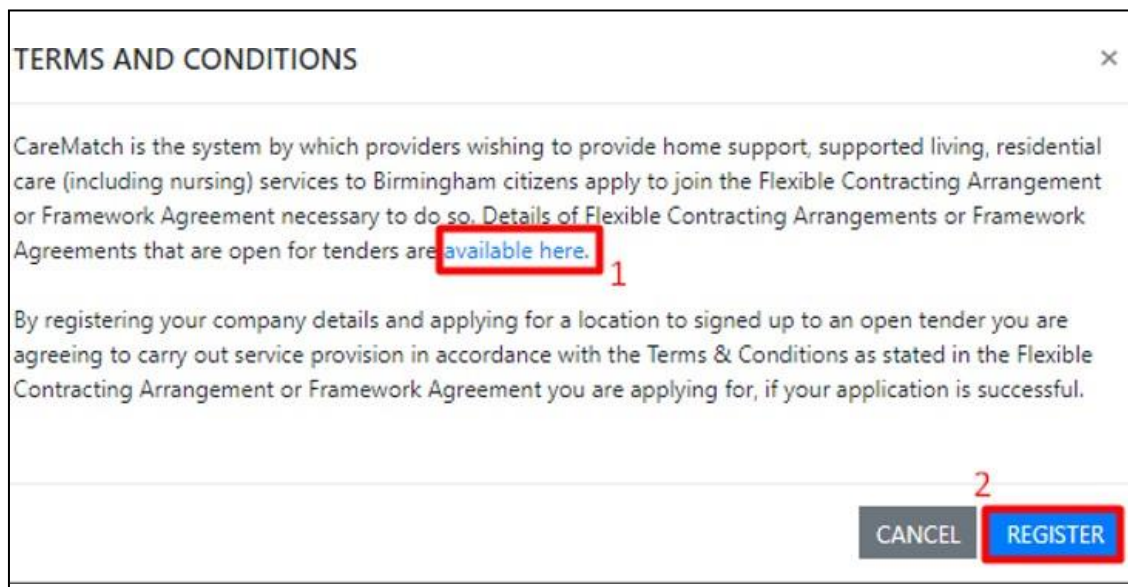 TERMS AND CONDITIONS ×
CareMatch is the system by which providers wishing to provide home support, supported living, residential
care (including nursing) services to Birmingham citizens apply to join the Flexible Contracting Arrangement
or Framework Agreement necessary to do so. Details of Flexible Contracting Arrangements or Framework
Agreements that are open for tenders are available here.
1
By registering your company details and applying for a location to signed up to an open tender you are
agreeing to carry out service provision in accordance with the Terms & Conditions as stated in the Flexible
Contracting Arrangement or Framework Agreement you are applying for, if your application is successful.
2
CANCEL REGISTER